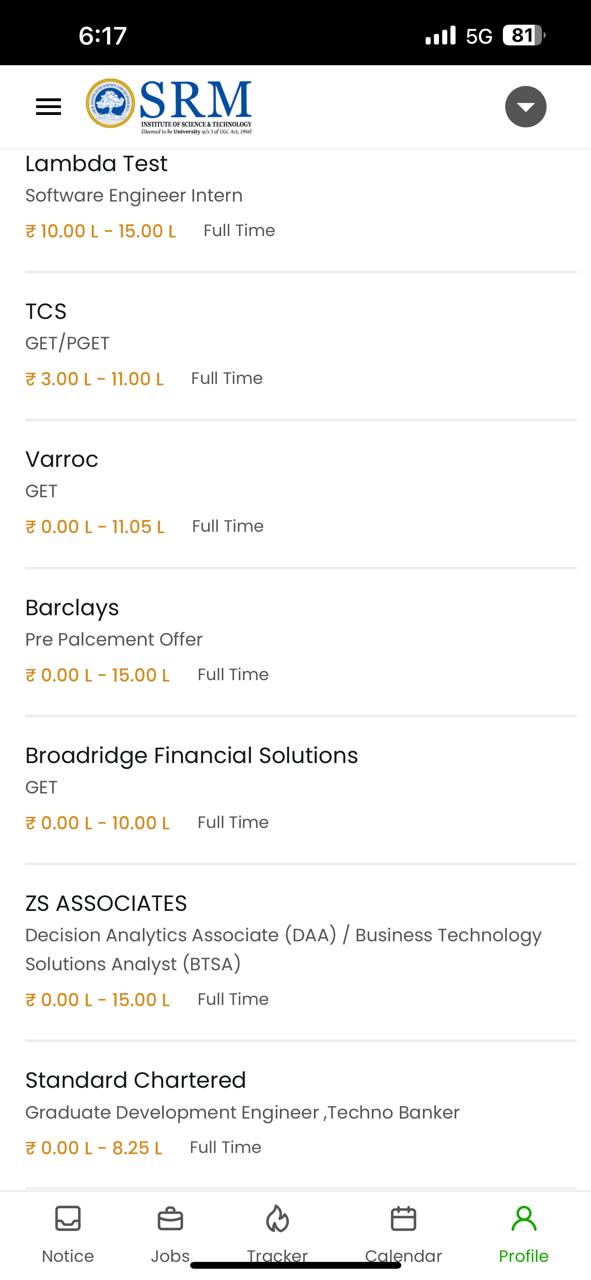 6:17
5G 81
SRM
INSTITUTE OF SCIENCE & TECHNOLOGY
(Deemed to be University u/s 3 of UGC Act, 1956)
Lambda Test
Software Engineer Intern
₹ 10.00 L - 15.00 L Full Time
TCS
GET/PGET
₹ 3.00 L - 11.00 L Full Time
Varroc
GET
₹ 0.00 L - 11.05 L Full Time
Barclays
Pre Palcement Offer
₹ 0.00 L - 15.00 L Full Time
Broadridge Financial Solutions
GET
₹ 0.00 L - 10.00 L Full Time
ZS ASSOCIATES
Decision Analytics Associate (DAA) / Business Technology
Solutions Analyst (BTSA)
₹ 0.00 L - 15.00 L Full Time
Standard Chartered
Graduate Development Engineer ,Techno Banker
₹ 0.00 L - 8.25 L Full Time
Notice Jobs Tracker Calendar Profile